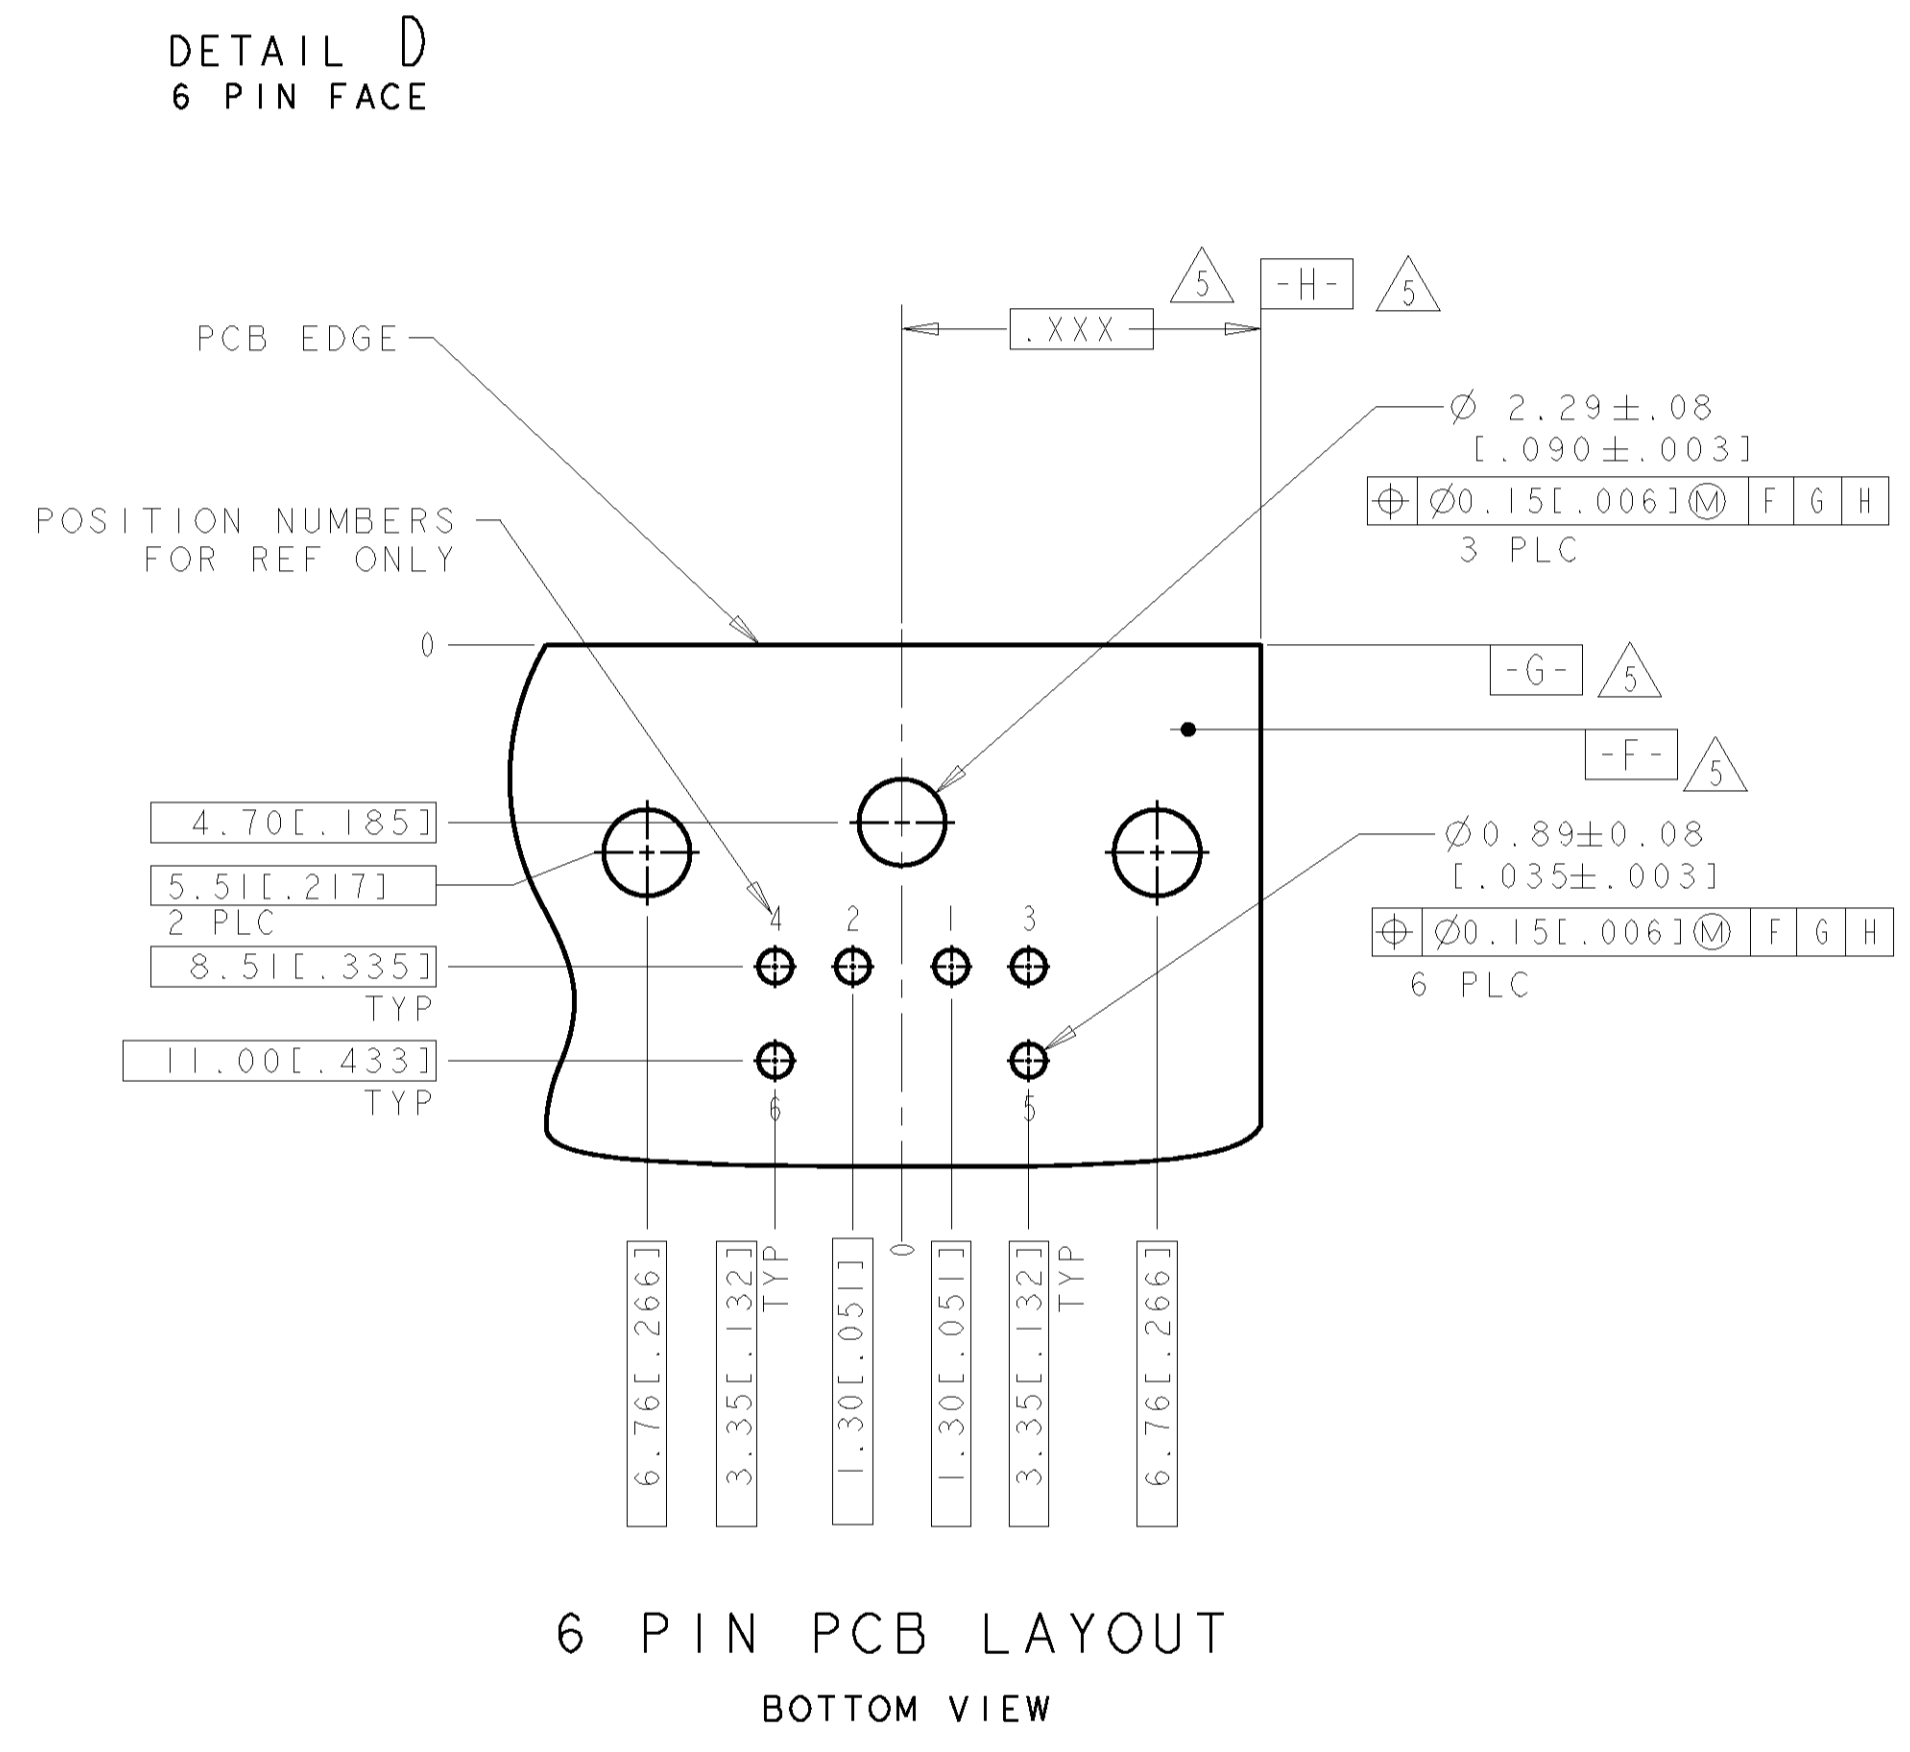 DETAIL D
6 PIN FACE
5
-H-
5
.XXX
PCB EDGE
Ø 2.29±.08
[.090±.003]
⌖ Ø0.15[.006]Ⓜ F G H
3 PLC
POSITION NUMBERS
FOR REF ONLY
0
-G-
5
-F-
5
4.70[.185]
5.51[.217]
2 PLC
Ø0.89±0.08
[.035±.003]
⌖ Ø0.15[.006]Ⓜ F G H
6 PLC
4 2 1 3
8.51[.335]
TYP
11.00[.433]
TYP
6 5
6.76[.266]
3.35[.132]
TYP
1.30[.051]
0
1.30[.051]
3.35[.132]
TYP
6.76[.266]
6 PIN PCB LAYOUT
BOTTOM VIEW